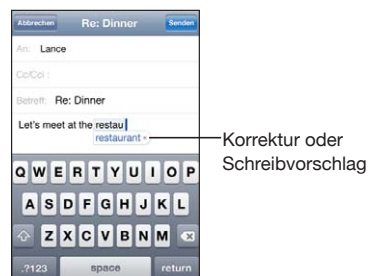 Abbrechen Re: Dinner Senden
An: Lance
Cc/Cci :
Betreff: Re: Dinner
Let's meet at the restau
restaurant ×
Korrektur oder
Schreibvorschlag
Q W E R T Y U I O P
A S D F G H J K L
Z X C V B N M
.?123 space return